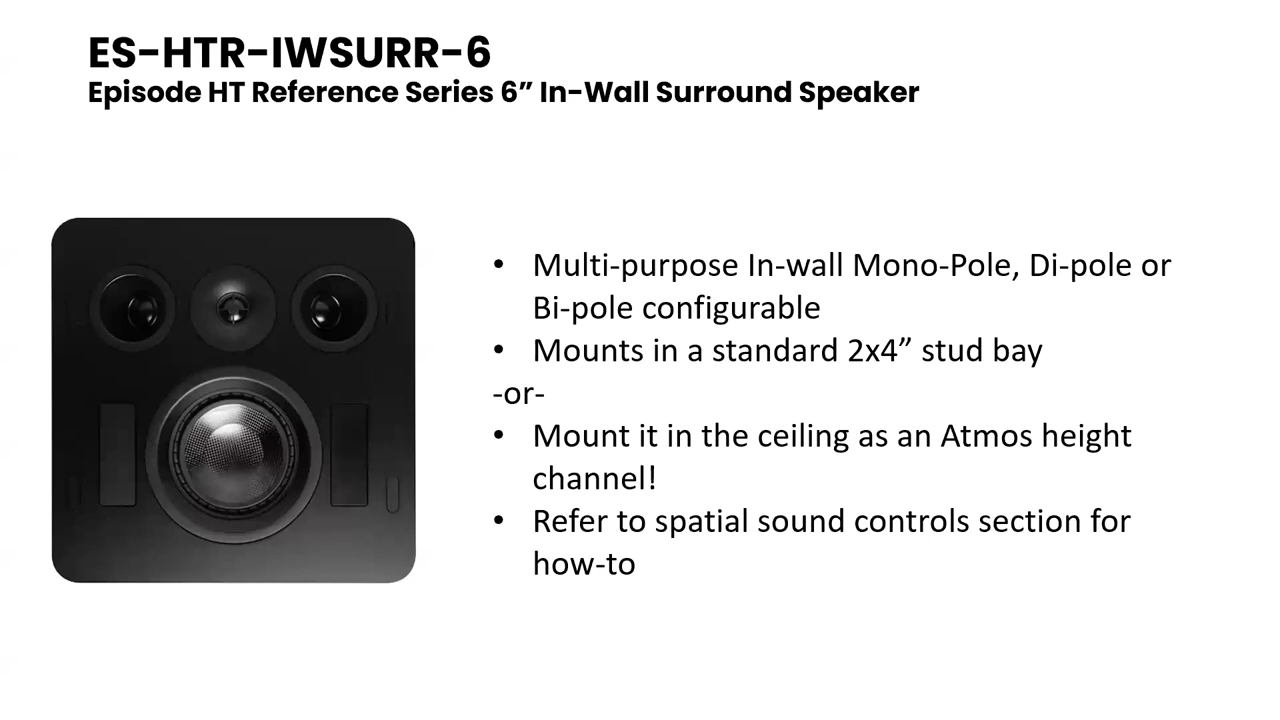 ES-HTR-IWSURR-6
Episode HT Reference Series 6” In-Wall Surround Speaker
• Multi-purpose In-wall Mono-Pole, Di-pole or
Bi-pole configurable
• Mounts in a standard 2x4” stud bay
-or-
• Mount it in the ceiling as an Atmos height
channel!
• Refer to spatial sound controls section for
how-to